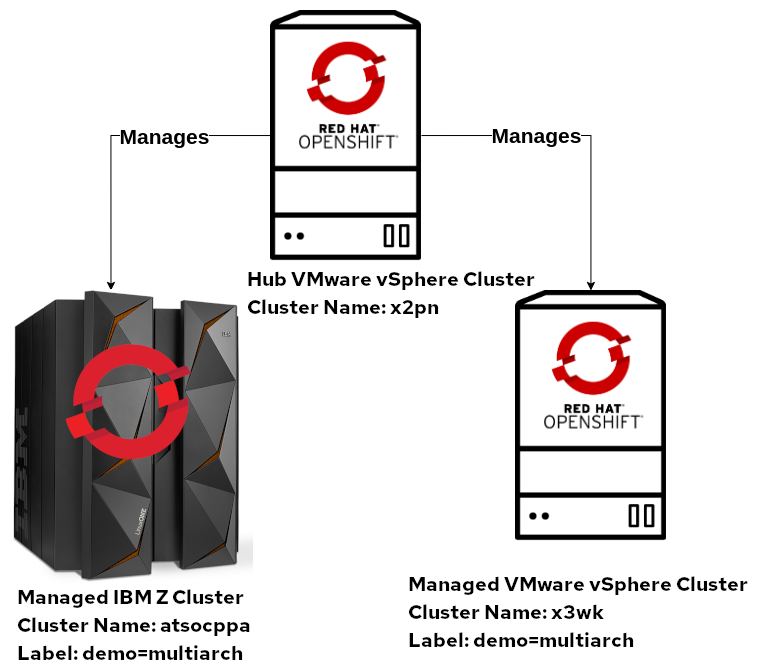 RED HAT
OPENSHIFT
Manages
Manages
Hub VMware vSphere Cluster
Cluster Name: x2pn
IBM
LinuxONE
Managed IBM Z Cluster
Cluster Name: atsocppa
Label: demo=multiarch
RED HAT
OPENSHIFT
Managed VMware vSphere Cluster
Cluster Name: x3wk
Label: demo=multiarch